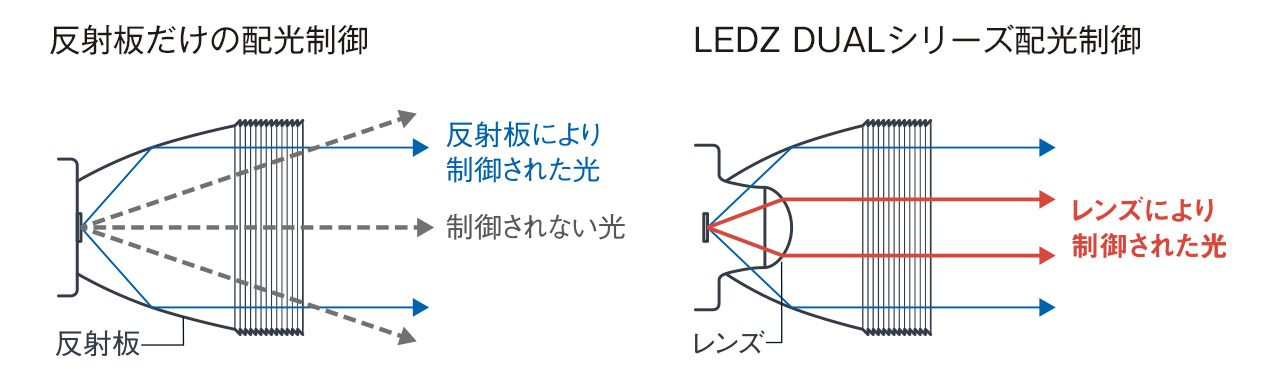 反射板だけの配光制御
反射板により
制御された光
制御されない光
反射板
LEDZ DUALシリーズ配光制御
レンズにより
制御された光
レンズ